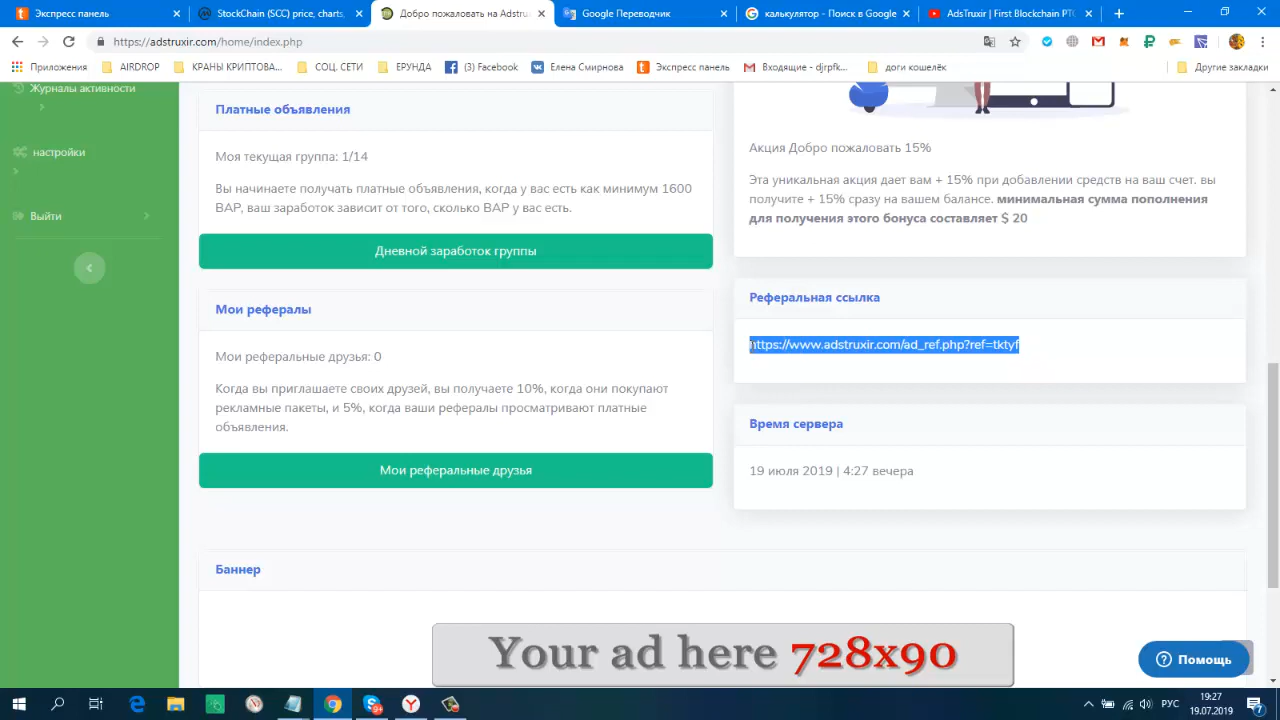 Экспресс панель
StockChain (SCC) price, charts,
Добро пожаловать на Adstru
Google Переводчик
калькулятор - Поиск в Google
AdsTruxir | First Blockchain PTC
https://adstruxir.com/home/index.php
Приложения
AIRDROP
КРАНЫ КРИПТОВА...
СОЦ. СЕТИ
ЕРУНДА
(3) Facebook
Елена Смирнова
Экспресс панель
Входящие - djrpfk...
доги кошелёк
Другие закладки
Журналы активности
настройки
Выйти
Платные объявления
Моя текущая группа: 1/14
Вы начинаете получать платные объявления, когда у вас есть как минимум 1600
BAP, ваш заработок зависит от того, сколько BAP у вас есть.
Дневной заработок группы
Мои рефералы
Мои реферальные друзья: 0
Когда вы приглашаете своих друзей, вы получаете 10%, когда они покупают
рекламные пакеты, и 5%, когда ваши рефералы просматривают платные
объявления.
Мои реферальные друзья
Акция Добро пожаловать 15%
Эта уникальная акция дает вам + 15% при добавлении средств на ваш счет. вы
получите + 15% сразу на вашем балансе. минимальная сумма пополнения
для получения этого бонуса составляет $ 20
Реферальная ссылка
https://www.adstruxir.com/ad_ref.php?ref=tktyf
Время сервера
19 июля 2019 | 4:27 вечера
Баннер
Your ad here 728x90
Помощь
РУС
19:27
19.07.2019